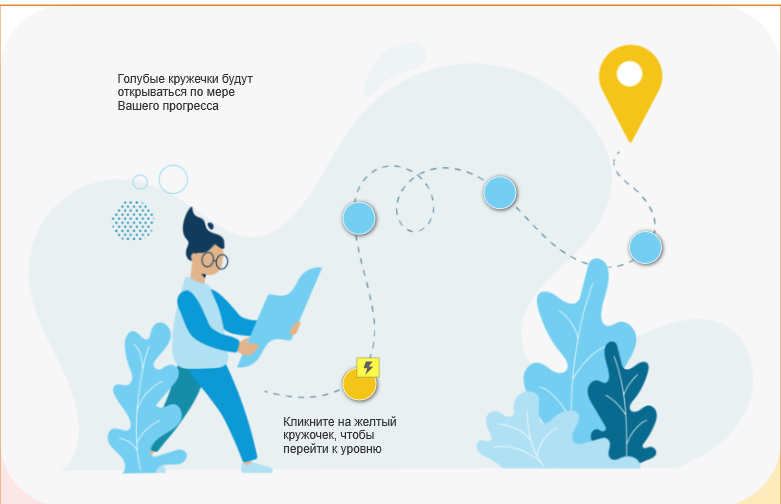 Голубые кружечки будут
открываться по мере
Вашего прогресса
Кликните на желтый
кружочек, чтобы
перейти к уровню